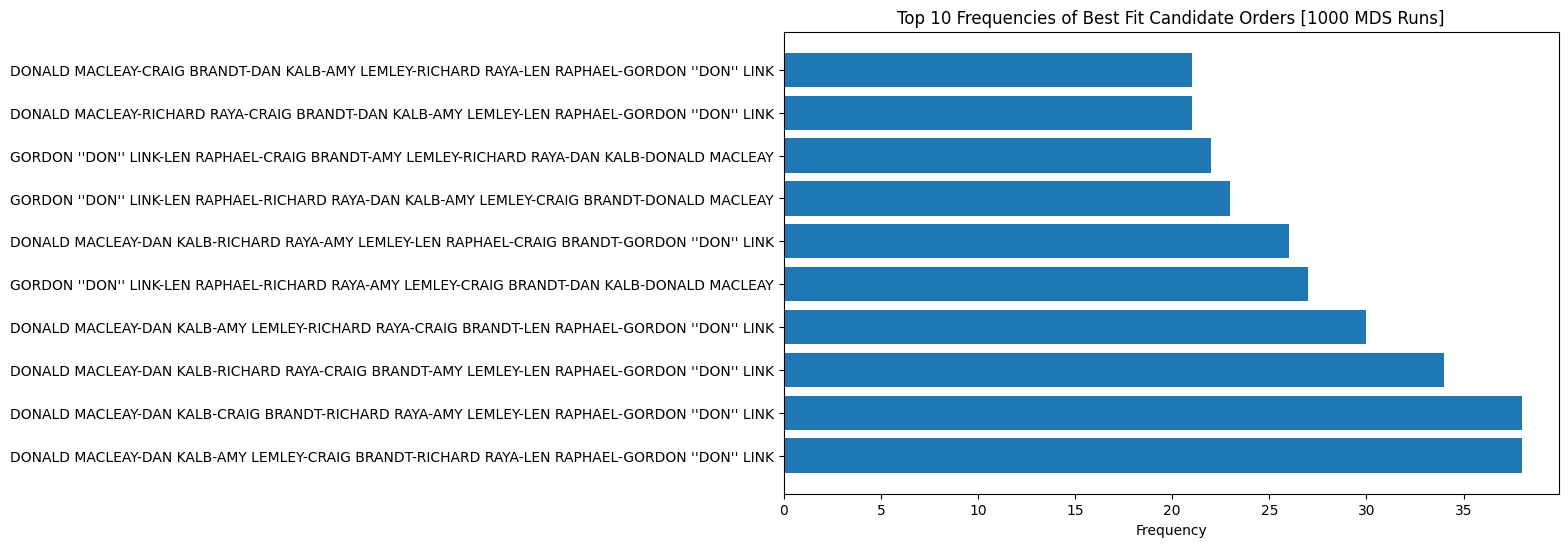 Top 10 Frequencies of Best Fit Candidate Orders [1000 MDS Runs]
DONALD MACLEAY-CRAIG BRANDT-DAN KALB-AMY LEMLEY-RICHARD RAYA-LEN RAPHAEL-GORDON ''DON'' LINK
DONALD MACLEAY-RICHARD RAYA-CRAIG BRANDT-DAN KALB-AMY LEMLEY-LEN RAPHAEL-GORDON ''DON'' LINK
GORDON ''DON'' LINK-LEN RAPHAEL-CRAIG BRANDT-AMY LEMLEY-RICHARD RAYA-DAN KALB-DONALD MACLEAY
GORDON ''DON'' LINK-LEN RAPHAEL-RICHARD RAYA-DAN KALB-AMY LEMLEY-CRAIG BRANDT-DONALD MACLEAY
DONALD MACLEAY-DAN KALB-RICHARD RAYA-AMY LEMLEY-LEN RAPHAEL-CRAIG BRANDT-GORDON ''DON'' LINK
GORDON ''DON'' LINK-LEN RAPHAEL-RICHARD RAYA-AMY LEMLEY-CRAIG BRANDT-DAN KALB-DONALD MACLEAY
DONALD MACLEAY-DAN KALB-AMY LEMLEY-RICHARD RAYA-CRAIG BRANDT-LEN RAPHAEL-GORDON ''DON'' LINK
DONALD MACLEAY-DAN KALB-RICHARD RAYA-CRAIG BRANDT-AMY LEMLEY-LEN RAPHAEL-GORDON ''DON'' LINK
DONALD MACLEAY-DAN KALB-CRAIG BRANDT-RICHARD RAYA-AMY LEMLEY-LEN RAPHAEL-GORDON ''DON'' LINK
DONALD MACLEAY-DAN KALB-AMY LEMLEY-CRAIG BRANDT-RICHARD RAYA-LEN RAPHAEL-GORDON ''DON'' LINK
0 5 10 15 20 25 30 35
Frequency